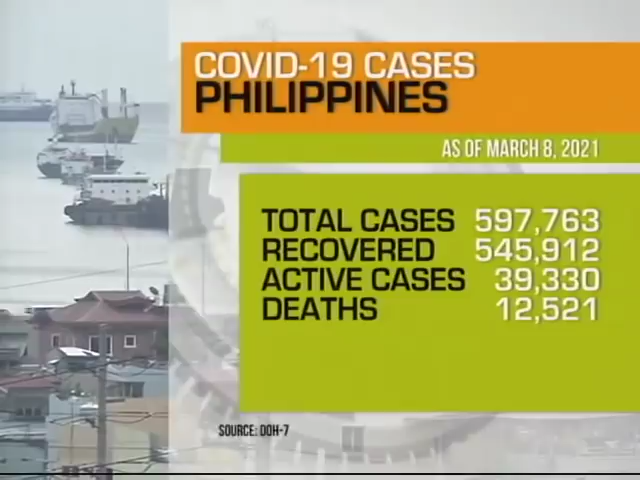 COVID-19 CASES
PHILIPPINES
AS OF MARCH 8, 2021
TOTAL CASES 597,763
RECOVERED 545,912
ACTIVE CASES 39,330
DEATHS 12,521
SOURCE: DOH-7